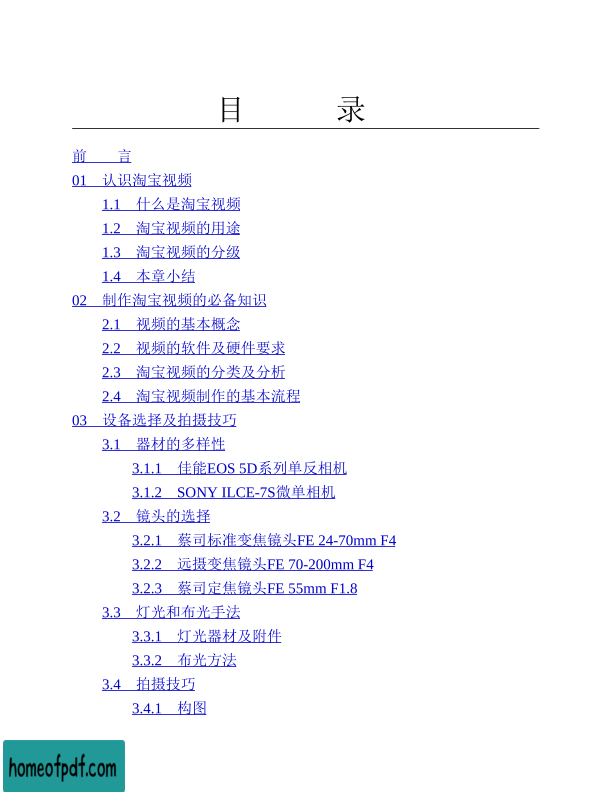 目 录
前 言
01 认识淘宝视频
1.1 什么是淘宝视频
1.2 淘宝视频的用途
1.3 淘宝视频的分级
1.4 本章小结
02 制作淘宝视频的必备知识
2.1 视频的基本概念
2.2 视频的软件及硬件要求
2.3 淘宝视频的分类及分析
2.4 淘宝视频制作的基本流程
03 设备选择及拍摄技巧
3.1 器材的多样性
3.1.1 佳能EOS 5D系列单反相机
3.1.2 SONY ILCE-7S微单相机
3.2 镜头的选择
3.2.1 蔡司标准变焦镜头FE 24-70mm F4
3.2.2 远摄变焦镜头FE 70-200mm F4
3.2.3 蔡司定焦镜头FE 55mm F1.8
3.3 灯光和布光手法
3.3.1 灯光器材及附件
3.3.2 布光方法
3.4 拍摄技巧
3.4.1 构图
homeofpdf.com